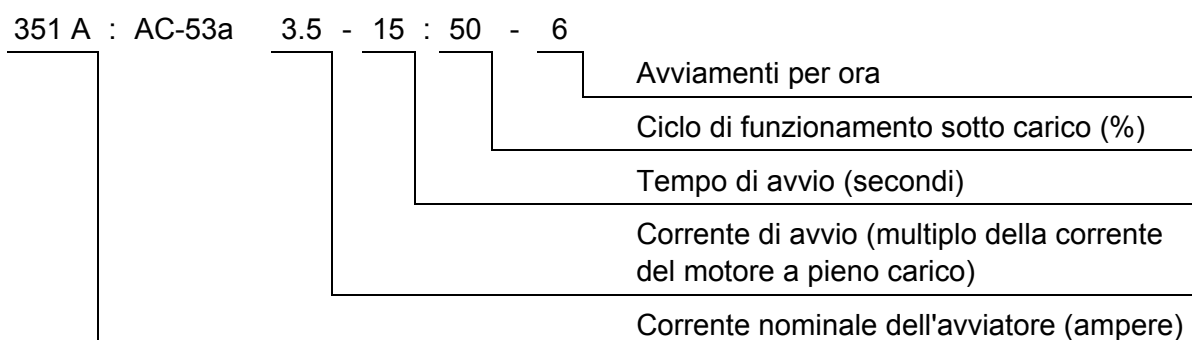 351 A : AC-53a 3.5 - 15 : 50 - 6
Avviamenti per ora
Ciclo di funzionamento sotto carico (%)
Tempo di avvio (secondi)
Corrente di avvio (multiplo della corrente
del motore a pieno carico)
Corrente nominale dell'avviatore (ampere)